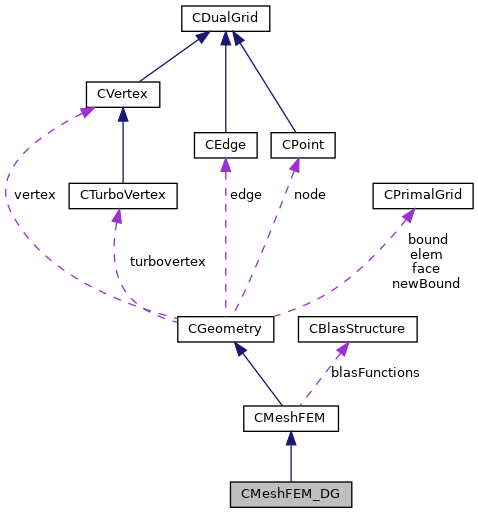 CDualGrid
CVertex
CEdge
CPoint
CTurboVertex
CPrimalGrid
vertex
edge
node
turbovertex
bound
elem
face
newBound
CGeometry
CBlasStructure
blasFunctions
CMeshFEM
CMeshFEM_DG